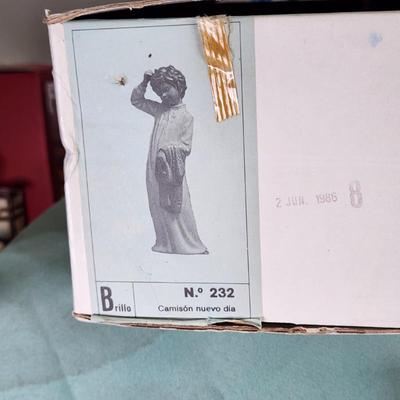 2 JUN. 1986 8
Brillo
N.º 232
Camisón nuevo dia